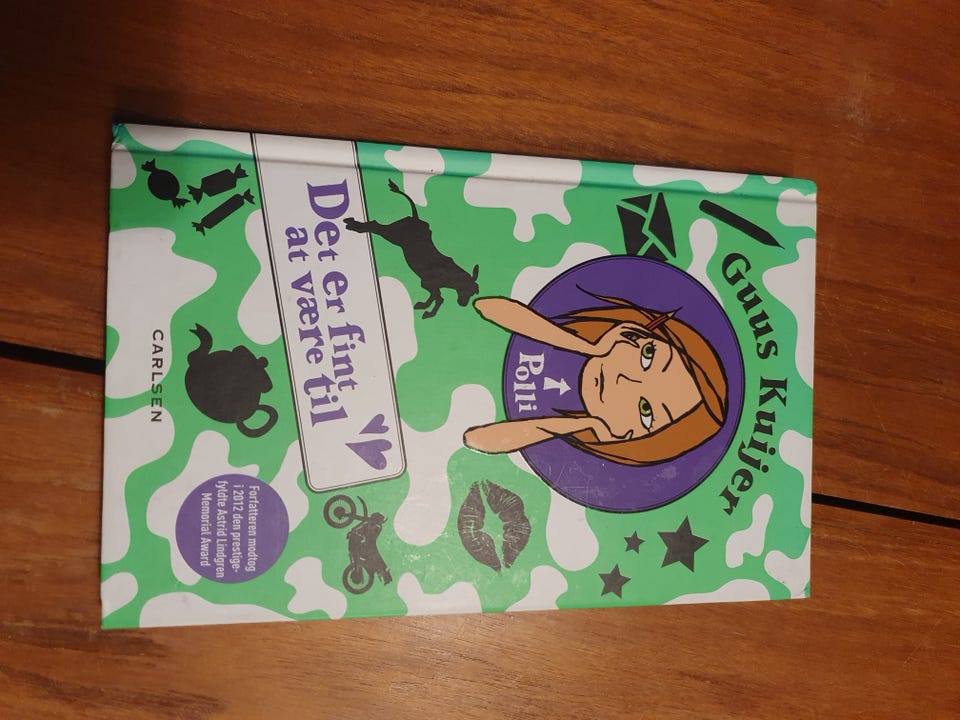 Guus Kuijer
Polli
Det er fint
at være til
Forfatteren modtog
i 2012 den prestige-
fyldte Astrid Lindgren
Memorial Award
CARLSEN